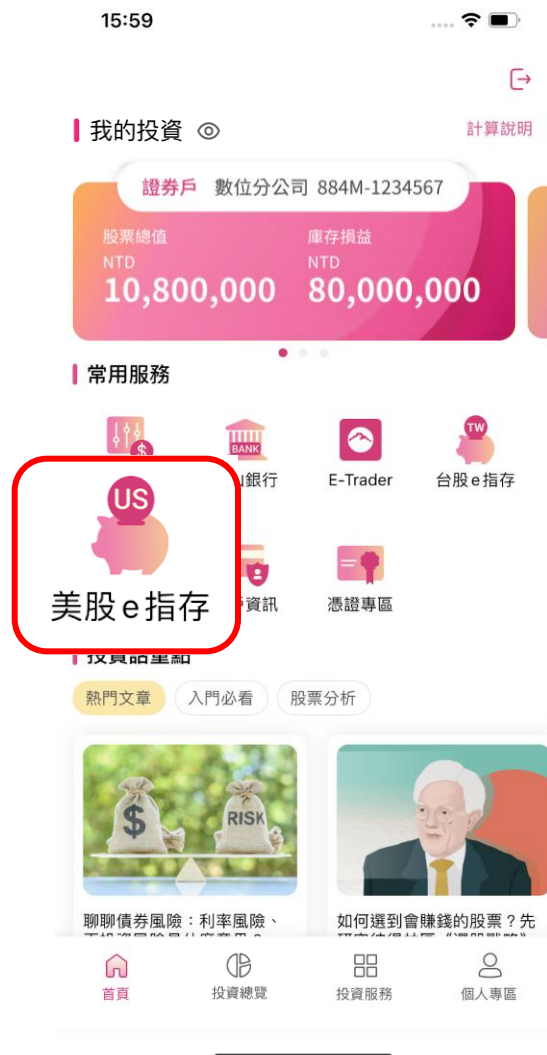 15:59
我的投資
計算說明
證券戶 數位分公司 884M-1234567
股票總值 庫存損益
NTD NTD
10,800,000 80,000,000
常用服務
$
BANK
TW
銀行 E-Trader 台股e指存
US
美股e指存
資訊 憑證專區
投資話重點
熱門文章 入門必看 股票分析
$ RISK
聊聊債券風險：利率風險、
如何選到會賺錢的股票？先
首頁 投資總覽 投資服務 個人專區